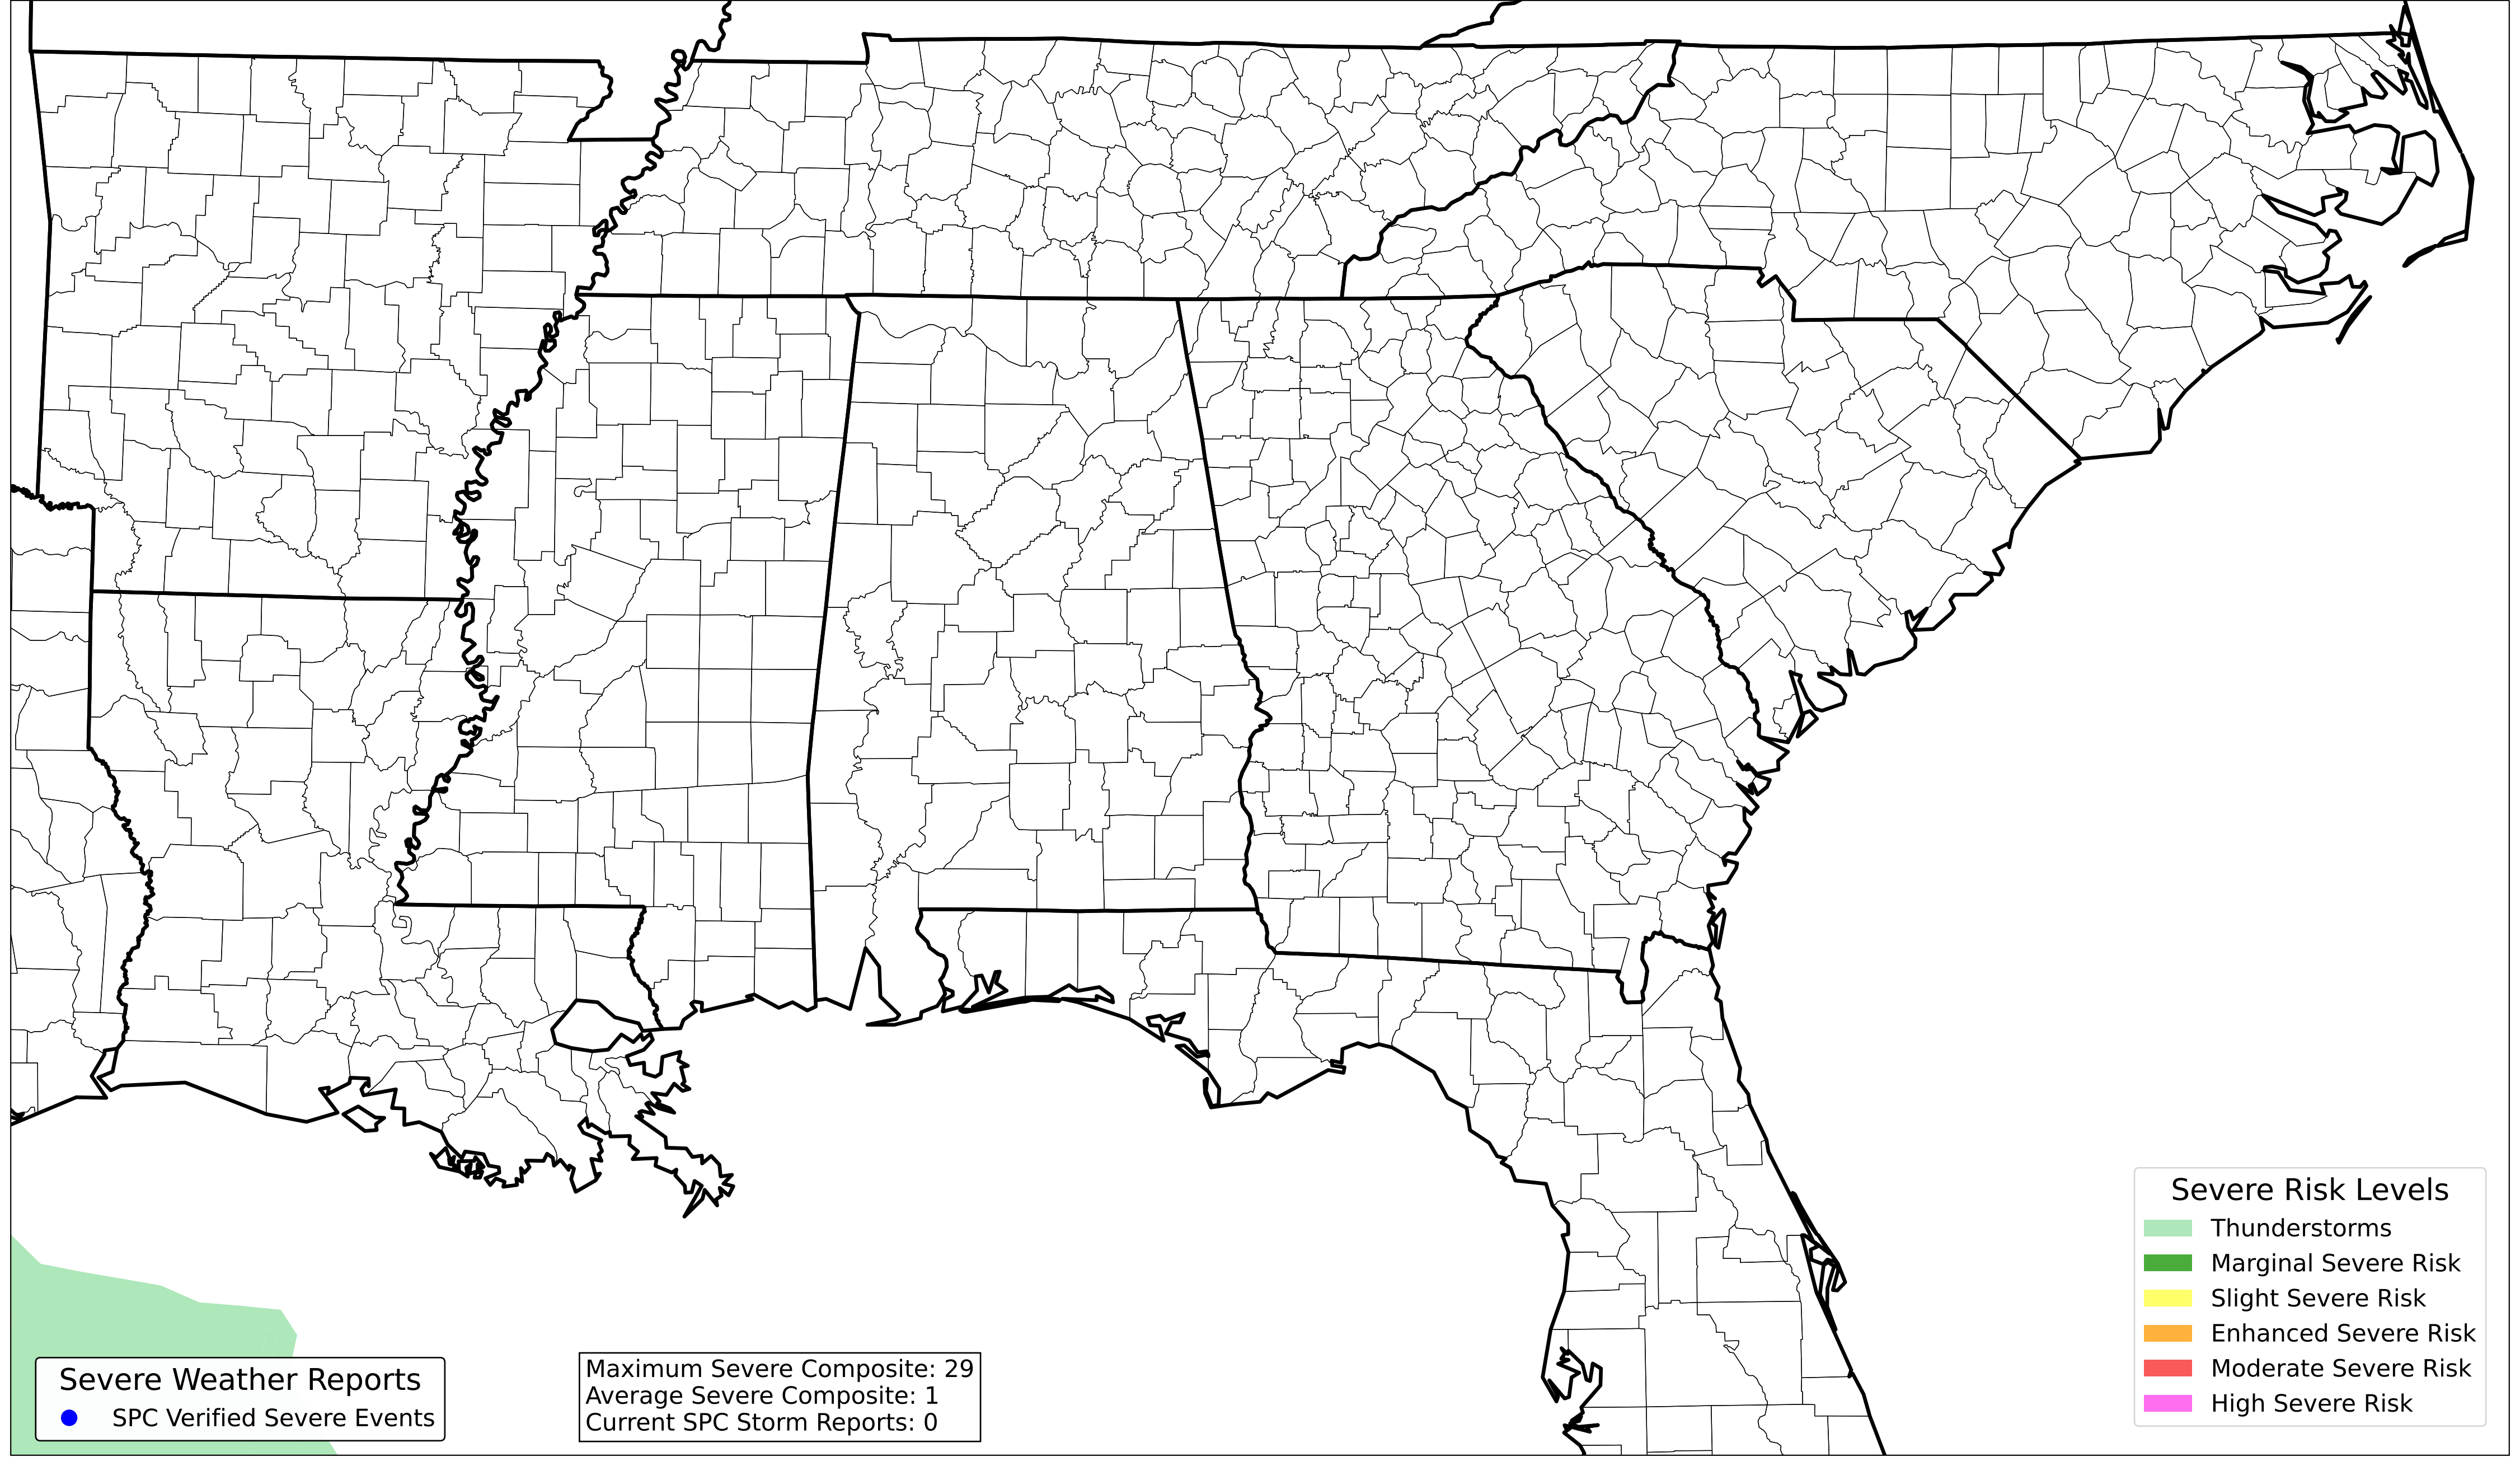 Severe Weather Reports
SPC Verified Severe Events
Maximum Severe Composite: 29
Average Severe Composite: 1
Current SPC Storm Reports: 0
Severe Risk Levels
Thunderstorms
Marginal Severe Risk
Slight Severe Risk
Enhanced Severe Risk
Moderate Severe Risk
High Severe Risk